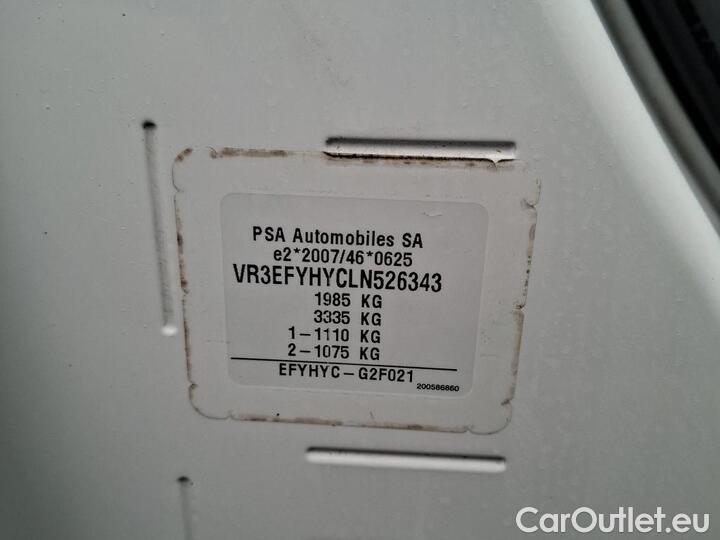 PSA Automobiles SA
e2*2007/46*0625
VR3EFYHYCLN526343
1985 KG
3335 KG
1-1110 KG
2-1075 KG
EFYHYC-G2F021
200586860
CarOutlet.eu